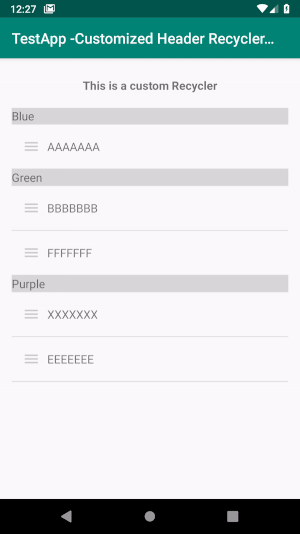 12:27
TestApp -Customized Header Recycler...
This is a custom Recycler
Blue
AAAAAAA
Green
BBBBBBB
FFFFFFF
Purple
XXXXXXX
EEEEEEE